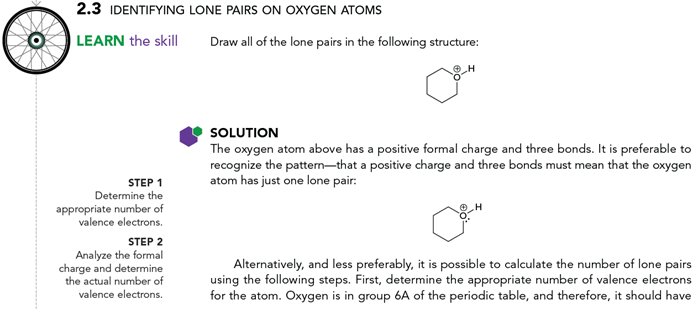 2.3 IDENTIFYING LONE PAIRS ON OXYGEN ATOMS
LEARN the skill
Draw all of the lone pairs in the following structure:
⊕
O
H
SOLUTION
The oxygen atom above has a positive formal charge and three bonds. It is preferable to
recognize the pattern—that a positive charge and three bonds must mean that the oxygen
atom has just one lone pair:
STEP 1
Determine the
appropriate number of
valence electrons.
⊕
O
H
STEP 2
Analyze the formal
charge and determine
the actual number of
valence electrons.
Alternatively, and less preferably, it is possible to calculate the number of lone pairs
using the following steps. First, determine the appropriate number of valence electrons
for the atom. Oxygen is in group 6A of the periodic table, and therefore, it should have